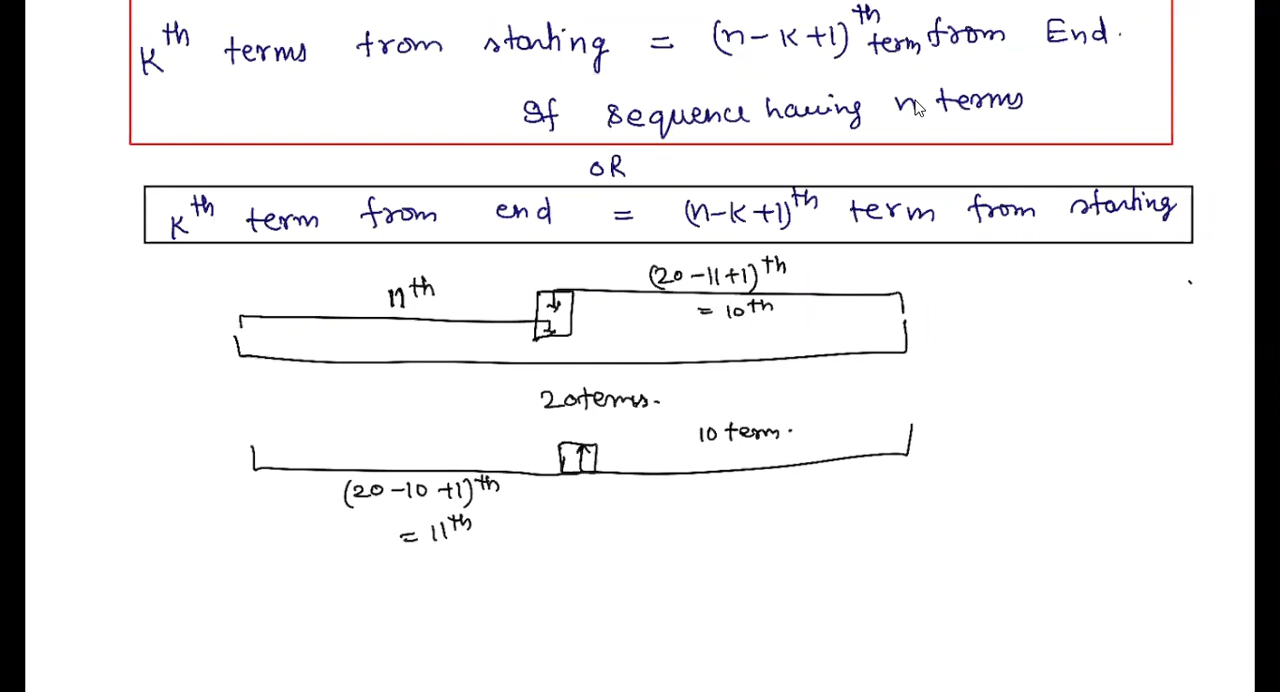 Kth terms from starting = (n-K+1)th term from End.
If sequence having n terms
OR
Kth term from end = (n-K+1)th term from starting
(20-11+1)th
11th
= 10th
20 terms.
10 term.
(20-10+1)th
= 11th